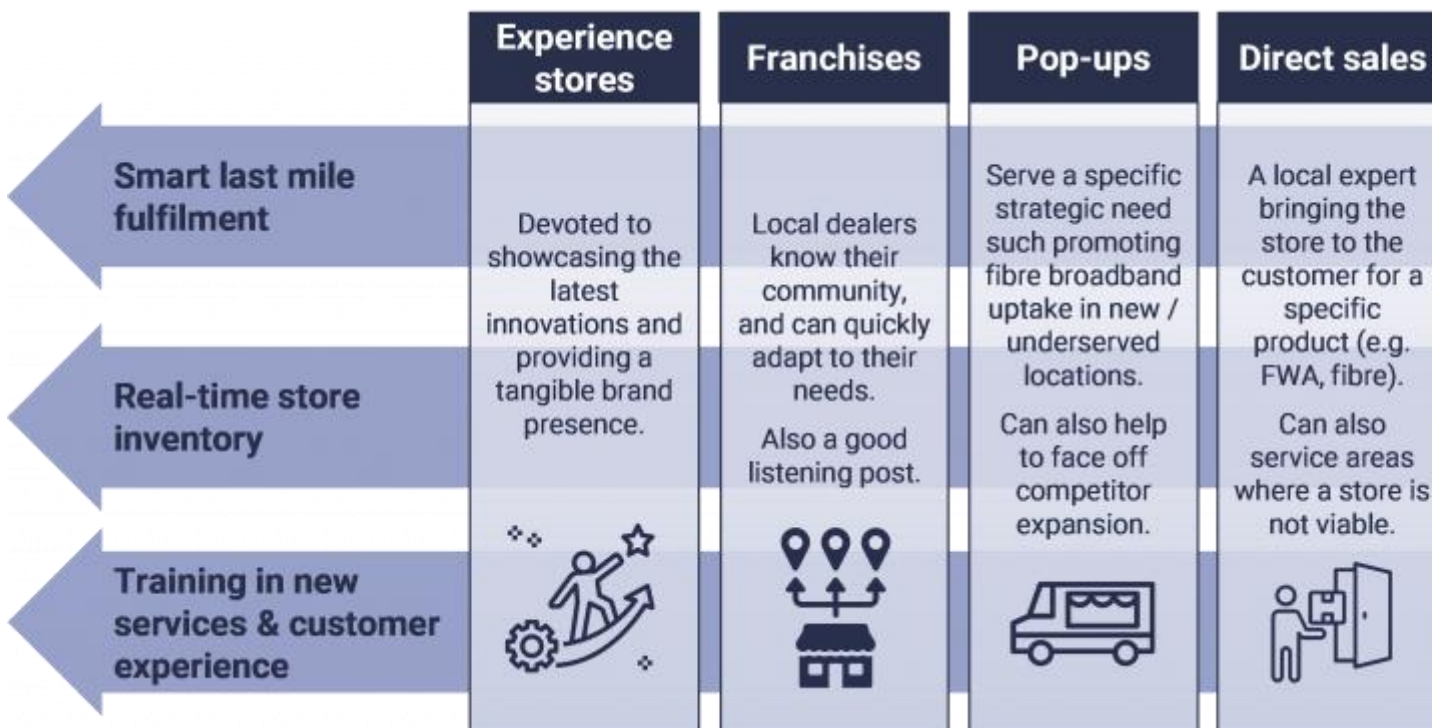 Experience
stores
Franchises
Pop-ups
Direct sales
Smart last mile
fulfilment
Real-time store
inventory
Training in new
services & customer
experience
Devoted to
showcasing the
latest
innovations and
providing a
tangible brand
presence.
Local dealers
know their
community,
and can quickly
adapt to their
needs.
Also a good
listening post.
Serve a specific
strategic need
such promoting
fibre broadband
uptake in new /
underserved
locations.
Can also help
to face off
competitor
expansion.
A local expert
bringing the
store to the
customer for a
specific
product (e.g.
FWA, fibre).
Can also
service areas
where a store is
not viable.